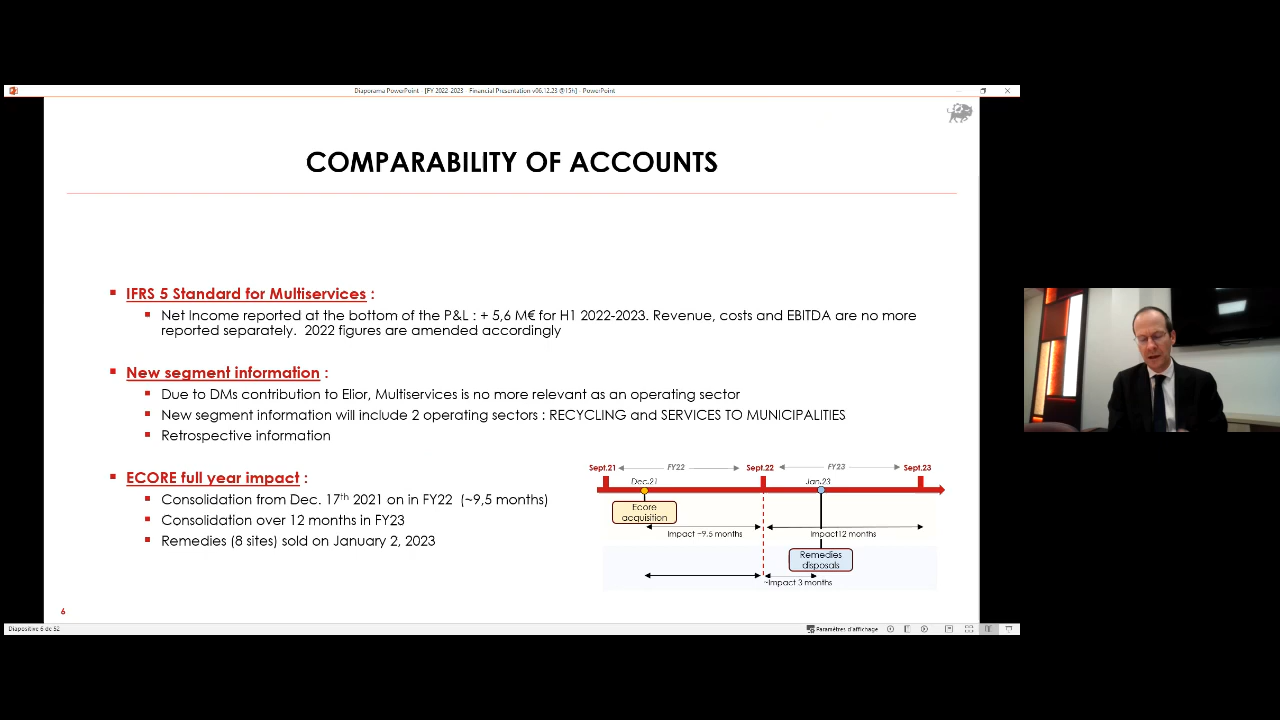 Diaporama PowerPoint - [FY 2022-2023 - Financial Presentation v06.12.23 @15h] - PowerPoint
COMPARABILITY OF ACCOUNTS
IFRS 5 Standard for Multiservices :
Net Income reported at the bottom of the P&L : + 5,6 M€ for H1 2022-2023. Revenue, costs and EBITDA are no more
reported separately.  2022 figures are amended accordingly
New segment information :
Due to DMs contribution to Elior, Multiservices is no more relevant as an operating sector
New segment information will include 2 operating sectors : RECYCLING and SERVICES TO MUNICIPALITIES
Retrospective information
ECORE full year impact :
Consolidation from Dec. 17th 2021 on in FY22  (~9,5 months)
Consolidation over 12 months in FY23
Remedies (8 sites) sold on January 2, 2023
Sept.21 FY22 Sept.22 FY23 Sept.23
Dec.21 Jan.23
Ecore
acquisition
Impact ~9.5 months Impact12 months
Remedies
disposals
~Impact 3 months
6
Diapositive 6 de 52 Paramètres d'affichage